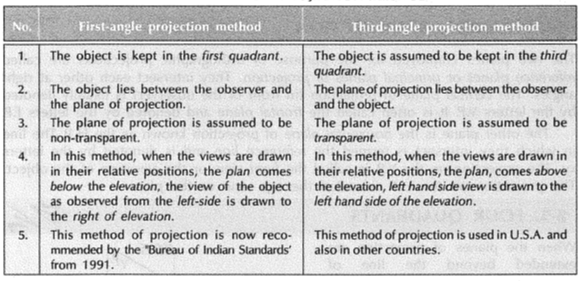 No. First-angle projection method Third-angle projection method
1. The object is kept in the first quadrant.
The object is assumed to be kept in the third
quadrant.
2. The object lies between the observer and
the plane of projection.
The plane of projection lies between the observer
and the object.
3. The plane of projection is assumed to be
non-transparent.
The plane of projection is assumed to be
transparent.
4. In this method, when the views are drawn
in their relative positions, the plan comes
below the elevation, the view of the object
as observed from the left-side is drawn to
the right of elevation.
In this method, when the views are drawn in
their relative positions, the plan, comes above
the elevation, left hand side view is drawn to the
left hand side of the elevation.
5. This method of projection is now reco-
mmended by the "Bureau of Indian Standards'
from 1991.
This method of projection is used in U.S.A. and
also in other countries.